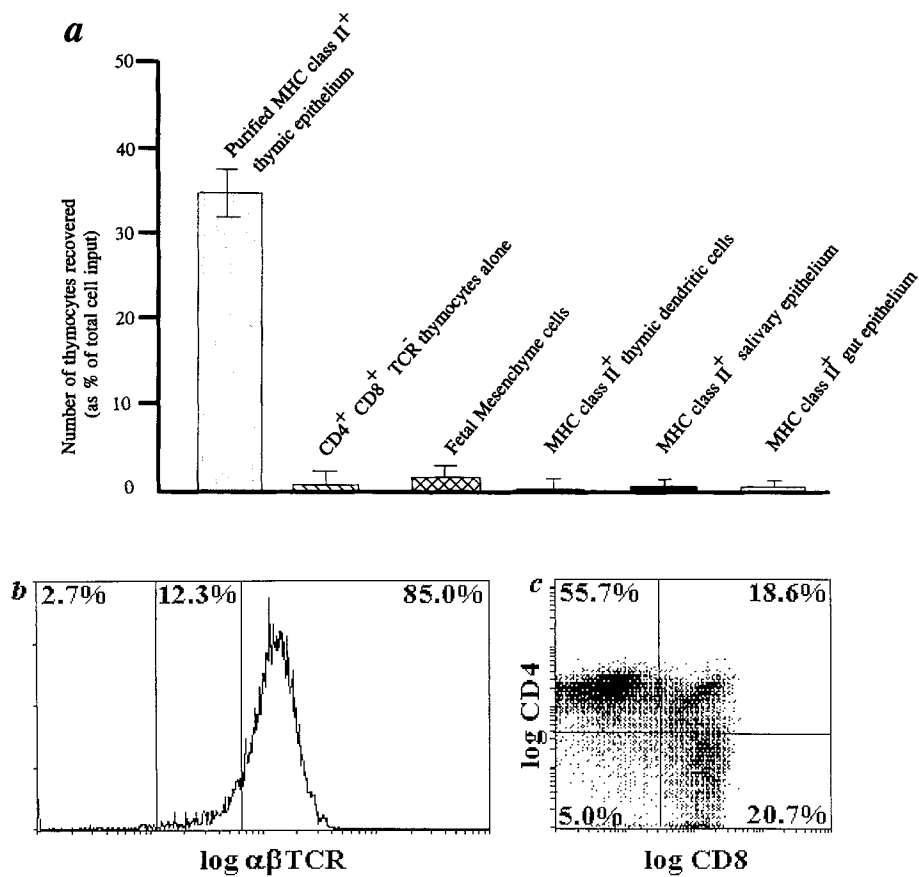 a
Number of thymocytes recovered
(as % of total cell input)
50
40
30
20
10
0
Purified MHC class II+
thymic epithelium
CD4+ CD8+ TCR- thymocytes alone
Fetal Mesenchyme cells
MHC class II+ thymic dendritic cells
MHC class II+ salivary epithelium
MHC class II+ gut epithelium
b
2.7%
12.3%
85.0%
log αβTCR
c
55.7%
18.6%
log CD4
5.0%
20.7%
log CD8